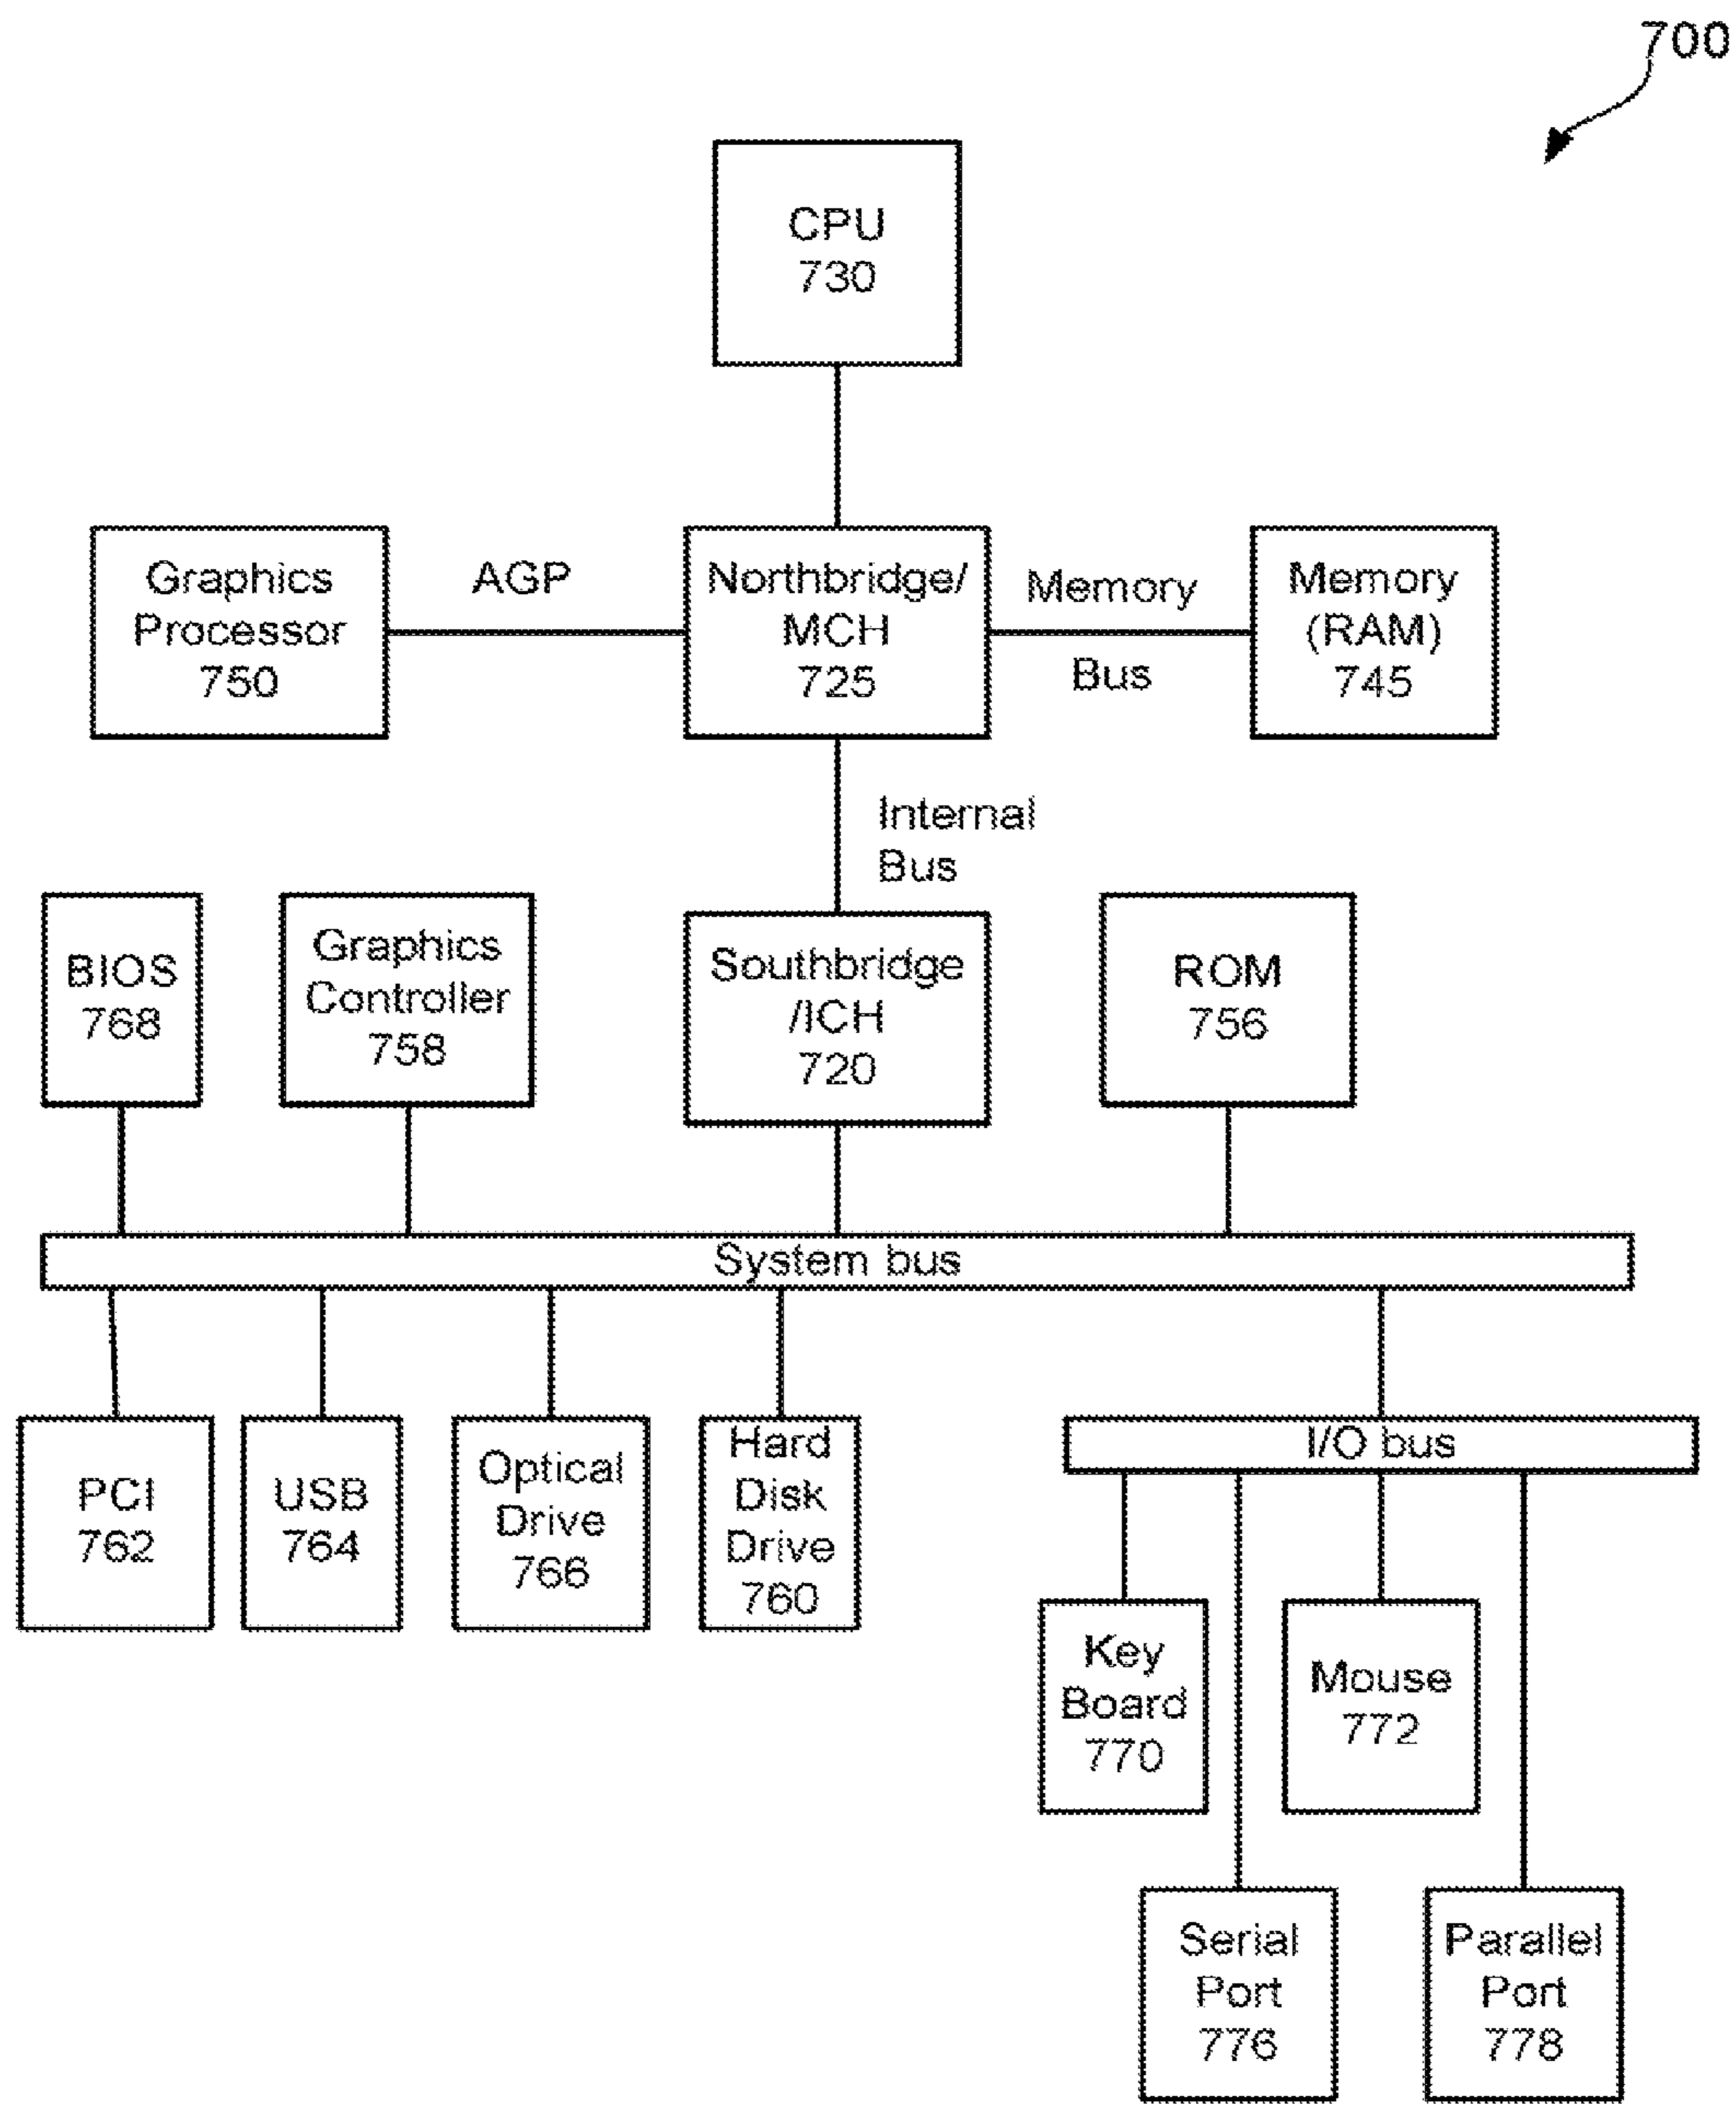 700
CPU
730
Graphics
Processor
750
AGP
Northbridge/
MCH
725
Memory
Bus
Memory
(RAM)
745
Internal
Bus
BIOS
768
Graphics
Controller
758
Southbridge
/ICH
720
ROM
756
System bus
PCI
762
USB
764
Optical
Drive
766
Hard
Disk
Drive
760
I/O bus
Key
Board
770
Mouse
772
Serial
Port
776
Parallel
Port
778